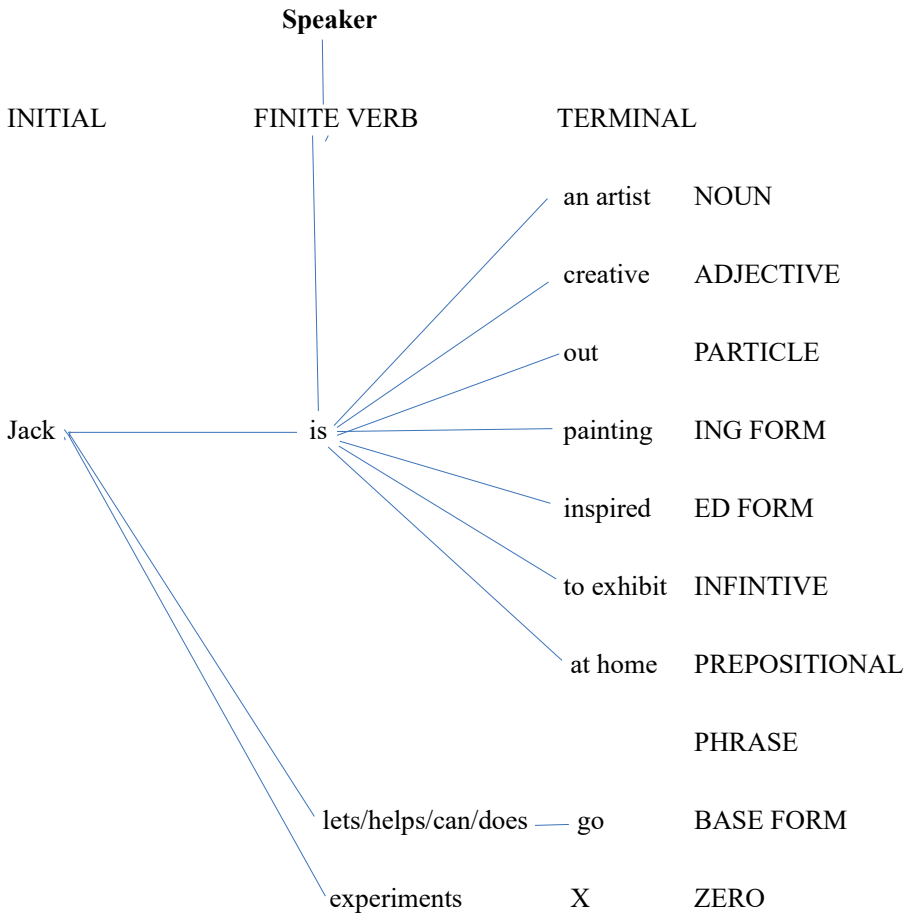 Speaker
INITIAL FINITE VERB TERMINAL
an artist NOUN
creative ADJECTIVE
out PARTICLE
Jack is painting ING FORM
inspired ED FORM
to exhibit INFINTIVE
at home PREPOSITIONAL
PHRASE
lets/helps/can/does go BASE FORM
experiments X ZERO